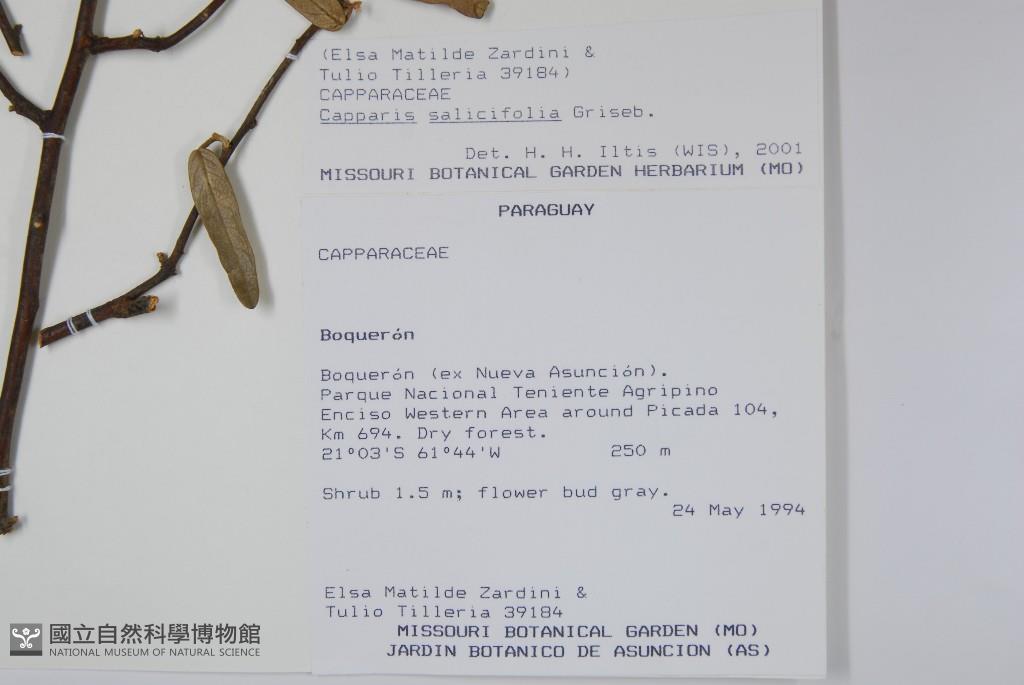 (Elsa Matilde Zardini &
Tulio Tilleria 39184)
CAPPARACEAE
Capparis salicifolia Griseb.
Det. H. H. Iltis (WIS), 2001
MISSOURI BOTANICAL GARDEN HERBARIUM (MO)
PARAGUAY
CAPPARACEAE
Boquerón
Boquerón (ex Nueva Asunción).
Parque Nacional Teniente Agripino
Enciso Western Area around Picada 104,
Km 694. Dry forest.
21°03'S 61°44'W 250 m
Shrub 1.5 m; flower bud gray.
24 May 1994
Elsa Matilde Zardini &
Tulio Tilleria 39184
MISSOURI BOTANICAL GARDEN (MO)
JARDIN BOTANICO DE ASUNCION (AS)
國立自然科學博物館
NATIONAL MUSEUM OF NATURAL SCIENCE